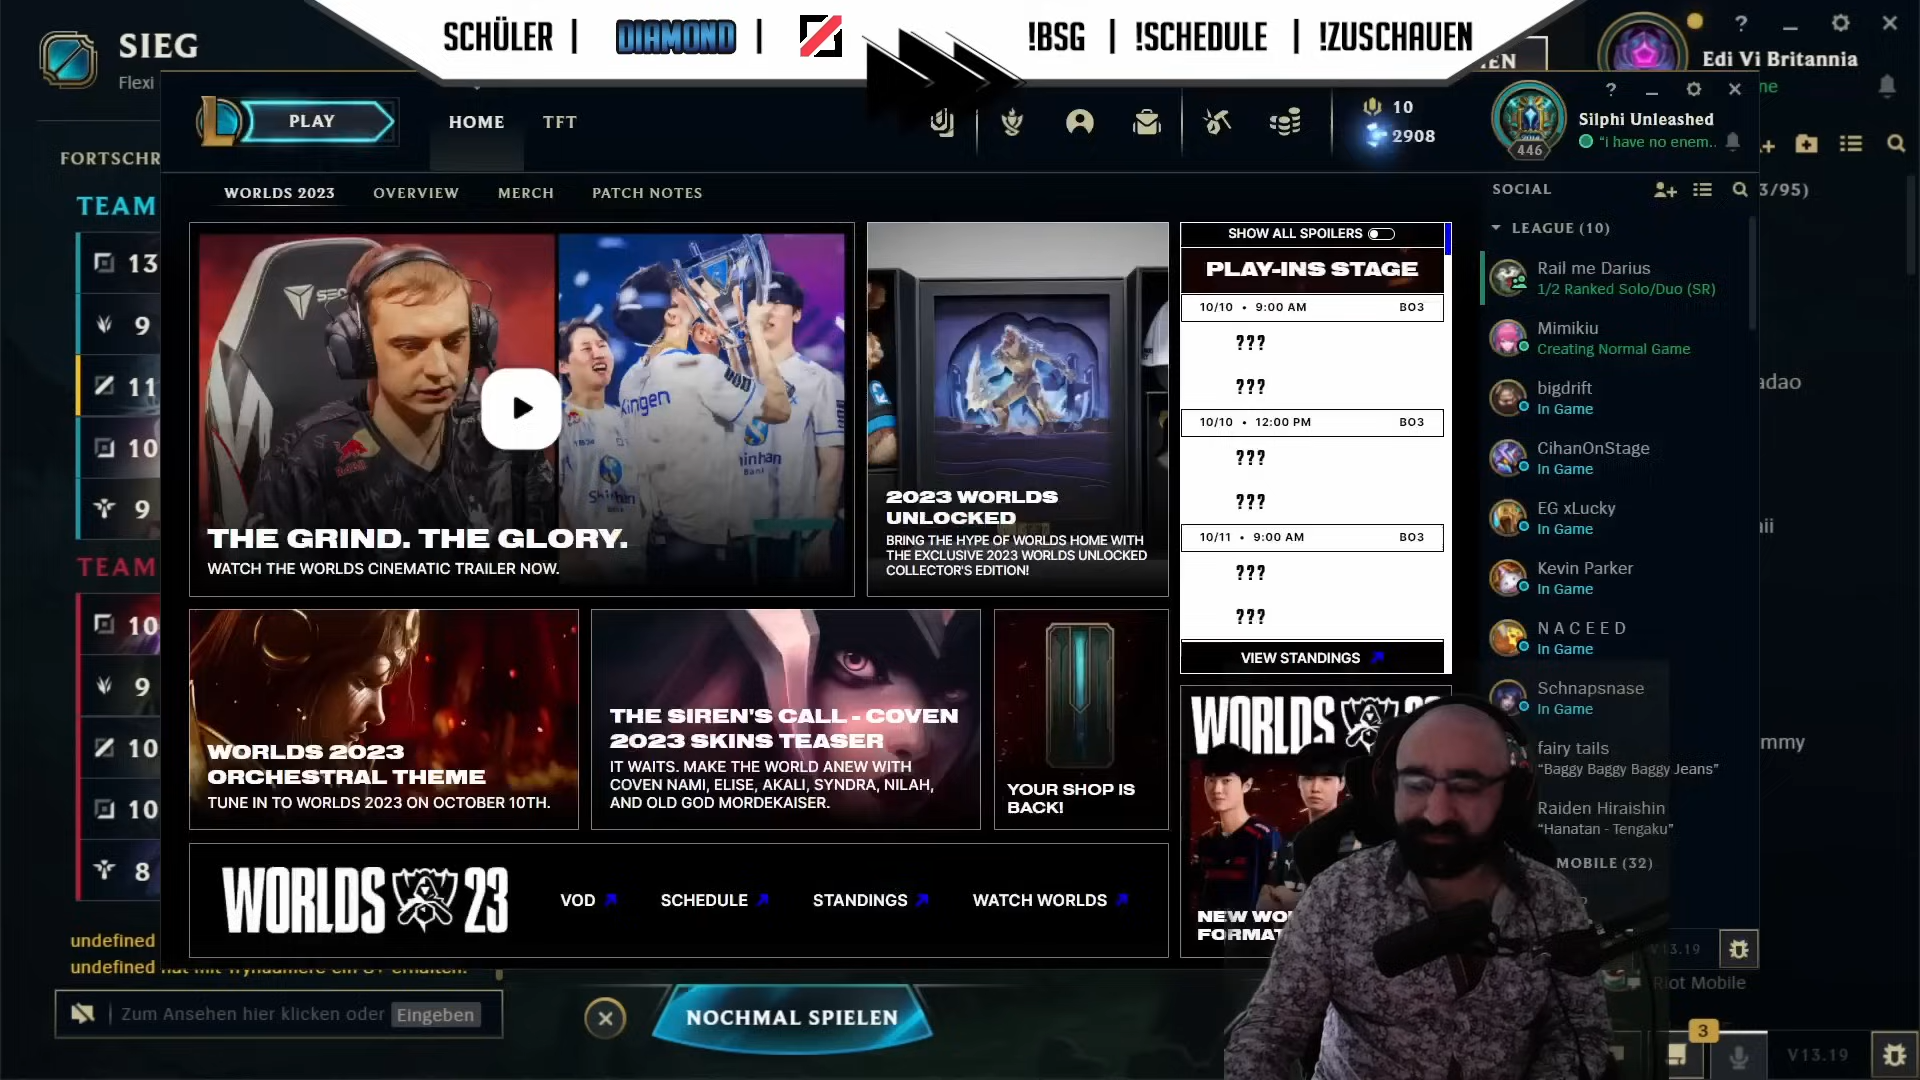 SCHÜLER | DIAMOND |
!BSG | !SCHEDULE | !ZUSCHAUEN
SIEG
Flexi
EN
Edi Vi Britannia
ne
PLAY
HOME
TFT
10
2908
446
Silphi Unleashed
"i have no enem..
FORTSCHR
WORLDS 2023
OVERVIEW
MERCH
PATCH NOTES
SOCIAL
3/95)
TEAM
13
9
11
10
9
TEAM
10
9
10
10
8
kingen
THE GRIND. THE GLORY.
WATCH THE WORLDS CINEMATIC TRAILER NOW.
2023 WORLDS
UNLOCKED
BRING THE HYPE OF WORLDS HOME WITH
THE EXCLUSIVE 2023 WORLDS UNLOCKED
COLLECTOR'S EDITION!
SHOW ALL SPOILERS
PLAY-INS STAGE
10/10 • 9:00 AM BO3
???
???
10/10 • 12:00 PM BO3
???
???
10/11 • 9:00 AM BO3
???
???
VIEW STANDINGS
LEAGUE (10)
Rail me Darius
1/2 Ranked Solo/Duo (SR)
Mimikiu
Creating Normal Game
bigdrift
In Game
CihanOnStage
In Game
EG xLucky
In Game
Kevin Parker
In Game
N A C E E D
In Game
Schnapsnase
In Game
fairy tails
"Baggy Baggy Baggy Jeans"
Raiden Hiraishin
"Hanatan - Tengaku"
MOBILE (32)
adao
ii
mmy
WORLDS 2023
ORCHESTRAL THEME
TUNE IN TO WORLDS 2023 ON OCTOBER 10TH.
THE SIREN'S CALL - COVEN
2023 SKINS TEASER
IT WAITS. MAKE THE WORLD ANEW WITH
COVEN NAMI, ELISE, AKALI, SYNDRA, NILAH,
AND OLD GOD MORDEKAISER.
YOUR SHOP IS
BACK!
WORLDS
NEW WO
FORMAT
WORLDS 23
VOD
SCHEDULE
STANDINGS
WATCH WORLDS
V13.19
Riot Mobile
undefined
undefined hat mit Tryndamere ein S+ erhalten.
Zum Ansehen hier klicken oder Eingeben
NOCHMAL SPIELEN
3
V13.19